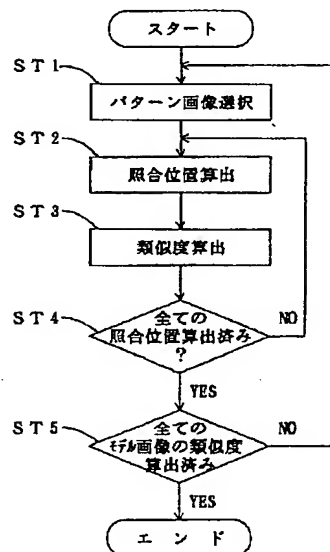 スタート
ST1
パターン画像選択
ST2
照合位置算出
ST3
類似度算出
ST4
全ての
照合位置算出済み
?
NO
YES
ST5
全ての
モデル画像の類似度
算出済み
NO
YES
エンド